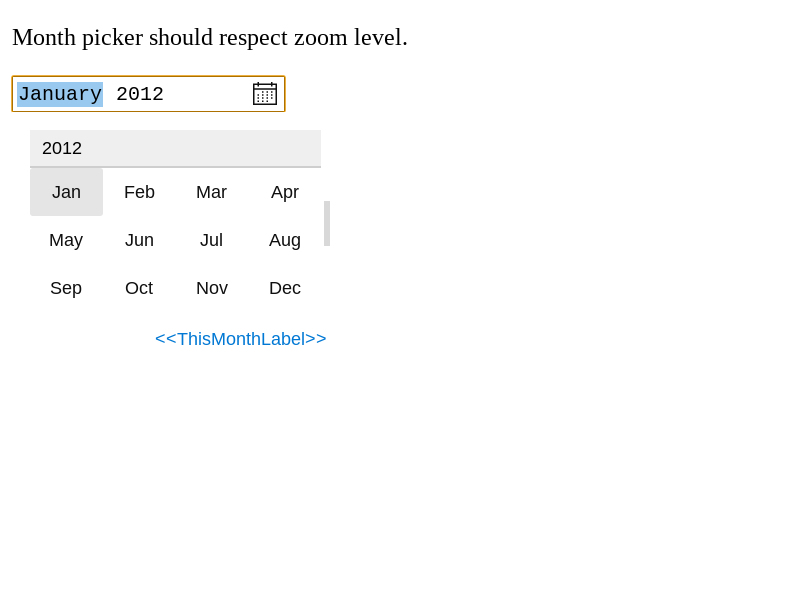 Month picker should respect zoom level.
January 2012
2012
Jan Feb Mar Apr
May Jun Jul Aug
Sep Oct Nov Dec
<<ThisMonthLabel>>